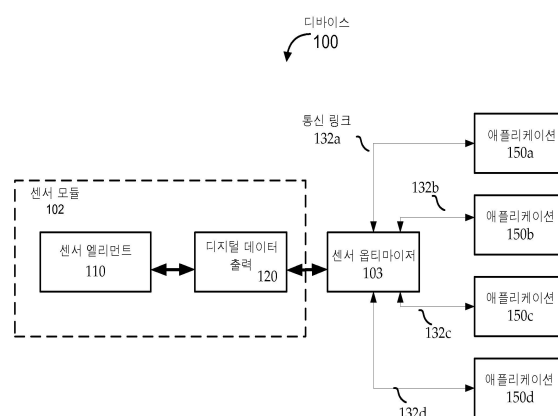 디바이스
100
통신 링크
132a
애플리케이션
150a
132b
센서 모듈
102
애플리케이션
150b
센서 엘리먼트
110
디지털 데이터
출력 120
센서 옵티마이저
103
애플리케이션
150c
132c
애플리케이션
150d
132d